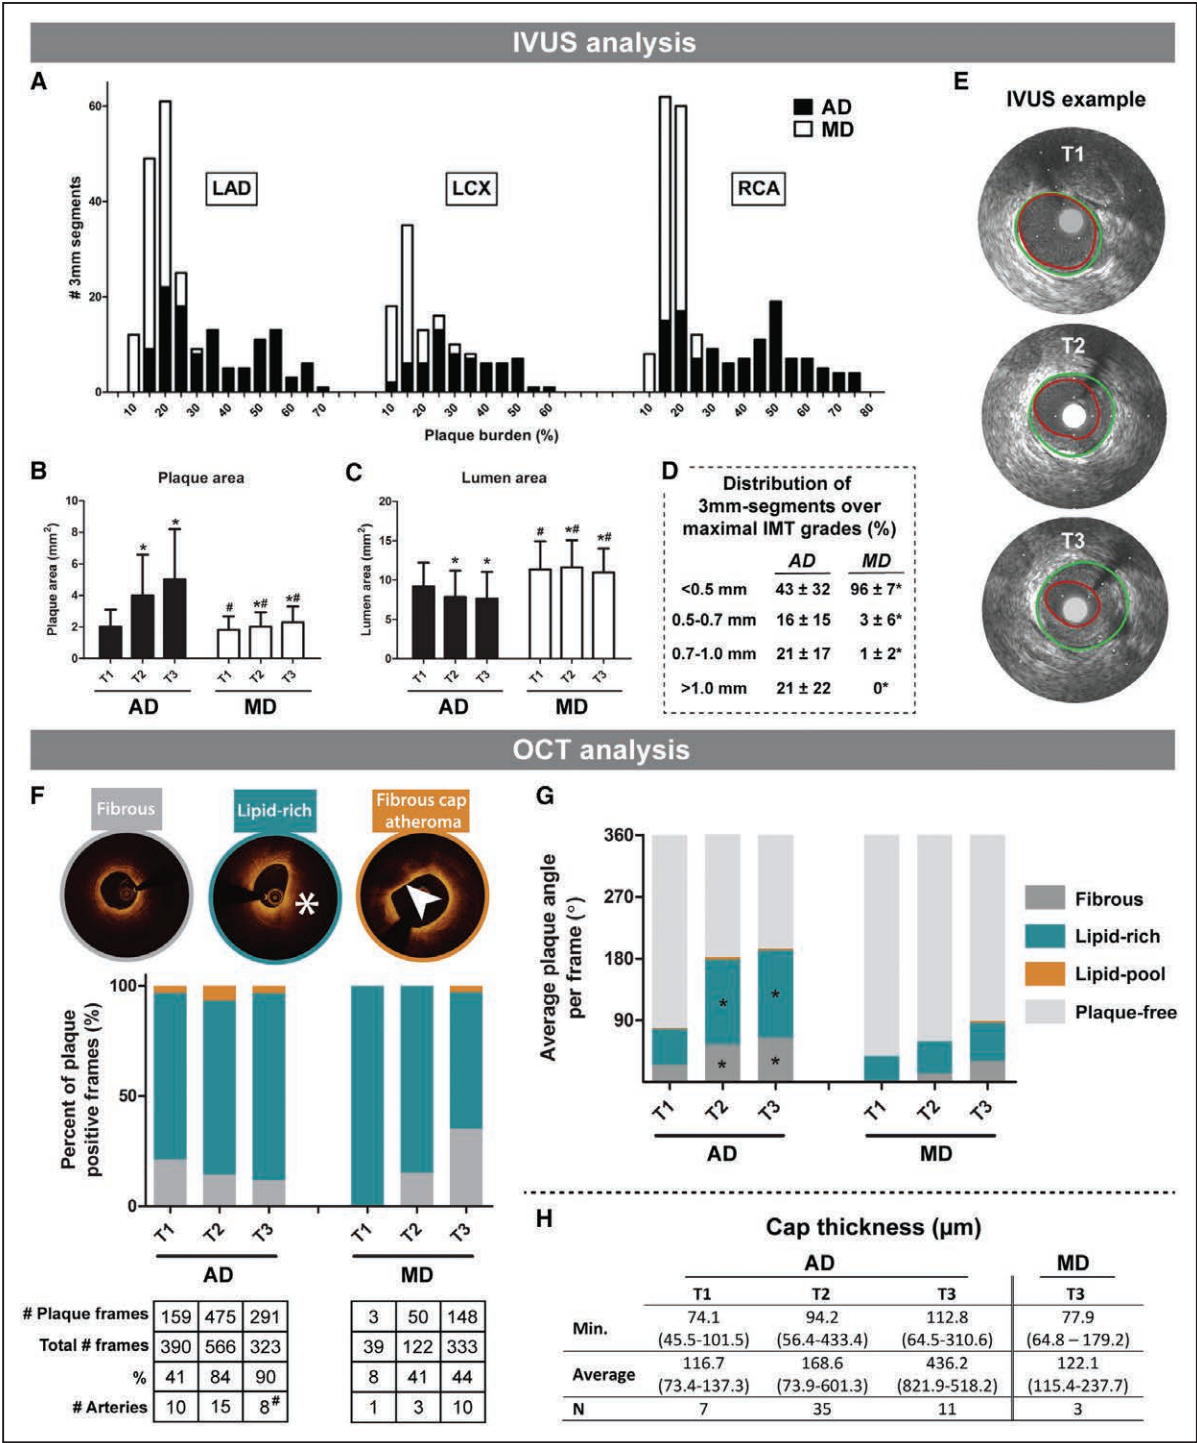 IVUS analysis
A
# 3mm segments
60
40
20
0
AD
MD
LAD
LCX
RCA
10 20 30 40 50 60 70
10 20 30 40 50 60
10 20 30 40 50 60 70 80
Plaque burden (%)
B
Plaque area
Plaque area (mm²)
10
8
6
4
2
0
* * # *# *#
T1 T2 T3 T1 T2 T3
AD MD
C
Lumen area
Lumen area (mm²)
20
15
10
5
0
* * # *# *#
T1 T2 T3 T1 T2 T3
AD MD
D
Distribution of
3mm-segments over
maximal IMT grades (%)
AD MD
<0.5 mm 43 ± 32 96 ± 7*
0.5-0.7 mm 16 ± 15 3 ± 6*
0.7-1.0 mm 21 ± 17 1 ± 2*
>1.0 mm 21 ± 22 0*
E
IVUS example
T1
T2
T3
OCT analysis
F
Fibrous
Lipid-rich
Fibrous cap
atheroma
*
Percent of plaque
positive frames (%)
100
50
0
T1 T2 T3 T1 T2 T3
AD MD
# Plaque frames 159 475 291 3 50 148
Total # frames 390 566 323 39 122 333
% 41 84 90 8 41 44
# Arteries 10 15 8# 1 3 10
G
Average plaque angle
per frame (°)
360
270
180
90
* *
* *
T1 T2 T3 T1 T2 T3
AD MD
Fibrous
Lipid-rich
Lipid-pool
Plaque-free
H
Cap thickness (µm)
AD MD
T1 T2 T3 T3
Min. 74.1 94.2 112.8 77.9
(45.5-101.5) (56.4-433.4) (64.5-310.6) (64.8 – 179.2)
Average 116.7 168.6 436.2 122.1
(73.4-137.3) (73.9-601.3) (821.9-518.2) (115.4-237.7)
N 7 35 11 3